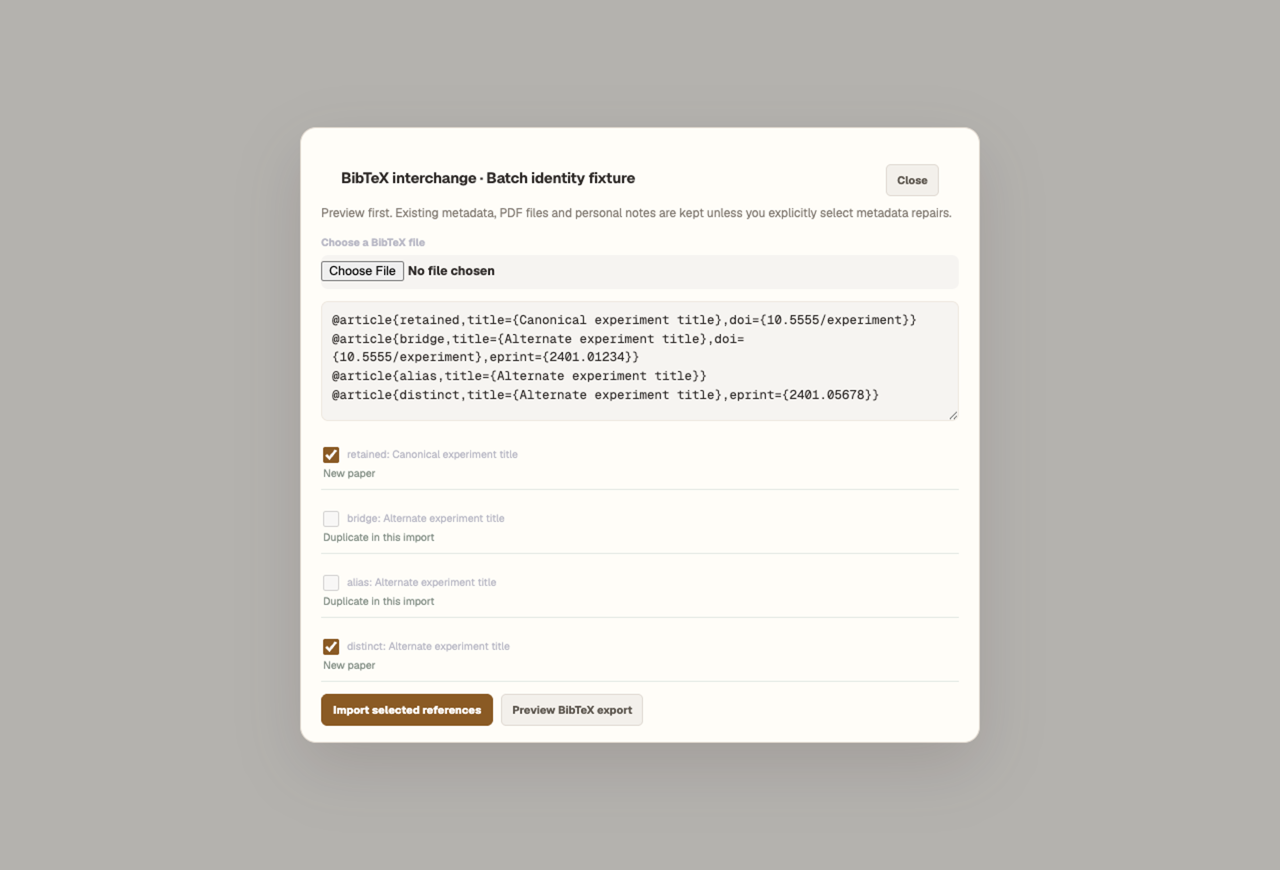 BibTeX interchange · Batch identity fixture
Close
Preview first. Existing metadata, PDF files and personal notes are kept unless you explicitly select metadata repairs.
Choose a BibTeX file
Choose File No file chosen
@article{retained,title={Canonical experiment title},doi={10.5555/experiment}}
@article{bridge,title={Alternate experiment title},doi=
{10.5555/experiment},eprint={2401.01234}}
@article{alias,title={Alternate experiment title}}
@article{distinct,title={Alternate experiment title},eprint={2401.05678}}
retained: Canonical experiment title
New paper
bridge: Alternate experiment title
Duplicate in this import
alias: Alternate experiment title
Duplicate in this import
distinct: Alternate experiment title
New paper
Import selected references
Preview BibTeX export